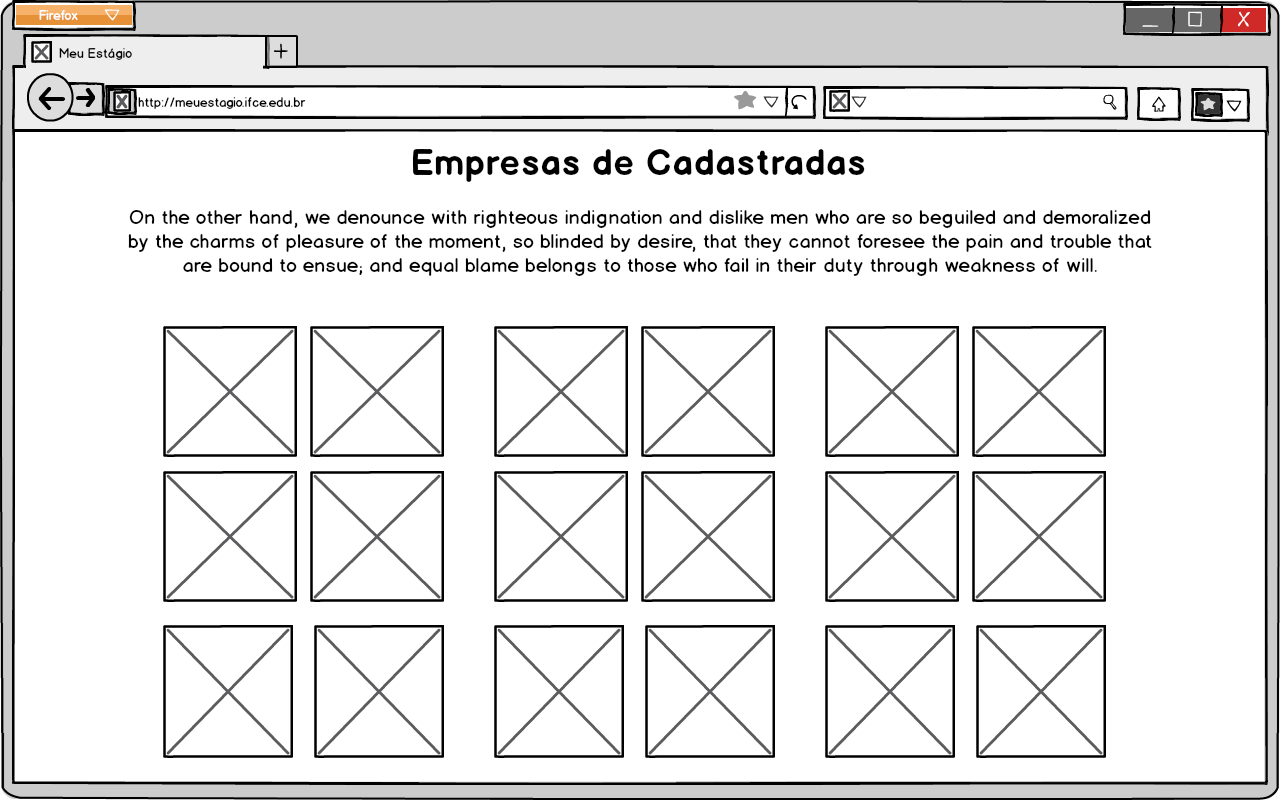 Firefox
Meu Estágio
http://meuestagio.ifce.edu.br
Empresas de Cadastradas
On the other hand, we denounce with righteous indignation and dislike men who are so beguiled and demoralized
by the charms of pleasure of the moment, so blinded by desire, that they cannot foresee the pain and trouble that
are bound to ensue; and equal blame belongs to those who fail in their duty through weakness of will.